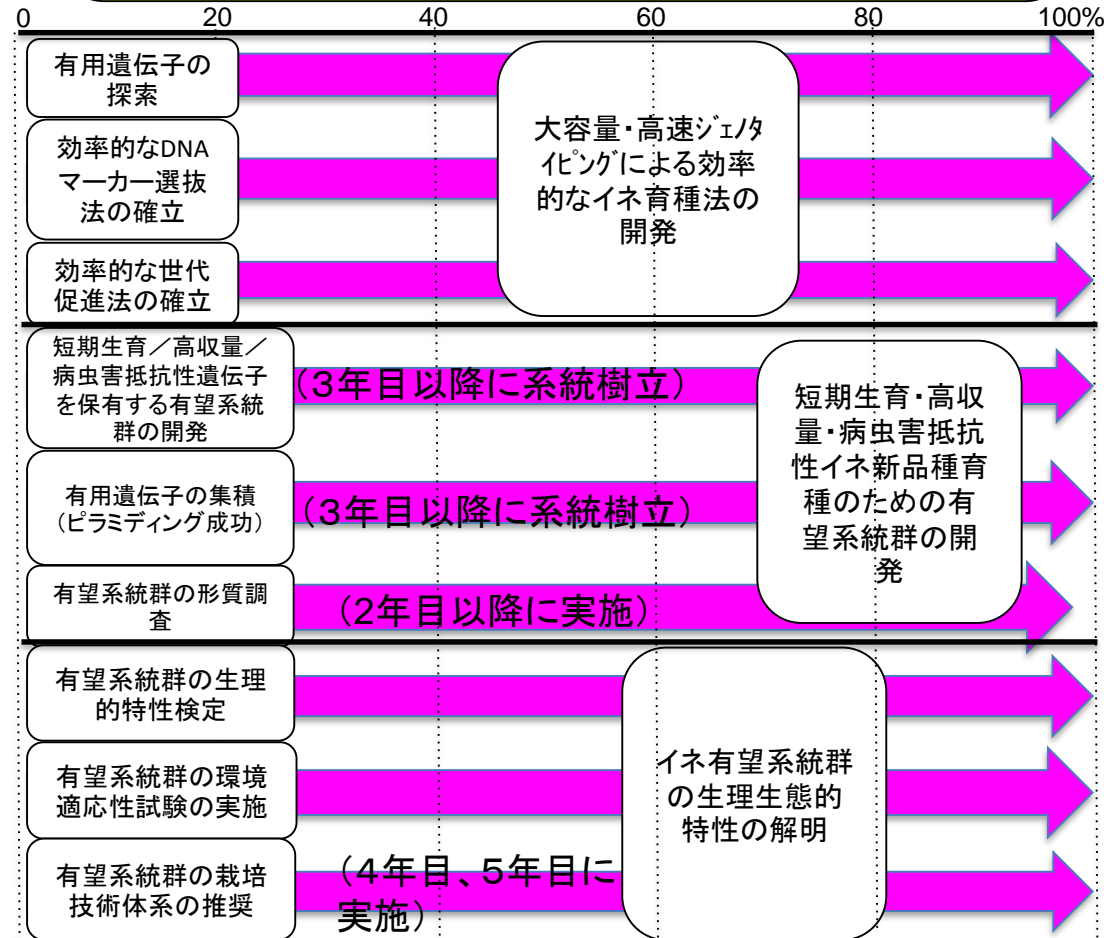 0 20 40 60 80 100%
有用遺伝子の
探索
効率的なDNA
マーカー選抜
法の確立
効率的な世代
促進法の確立
大容量・高速ｼﾞｪﾉﾀ
ｲﾋﾟﾝｸﾞによる効率
的なイネ育種法の
開発
短期生育／高収量／
病虫害抵抗性遺伝子
を保有する有望系統
群の開発
（３年目以降に系統樹立）
有用遺伝子の集積
（ピラミディング成功）
（３年目以降に系統樹立）
有望系統群の形質調
査
（２年目以降に実施）
短期生育・高収
量・病虫害抵抗
性イネ新品種育
種のための有
望系統群の開
発
有望系統群の生理
的特性検定
有望系統群の環境
適応性試験の実施
有望系統群の栽培
技術体系の推奨
（４年目、５年目に
実施）
イネ有望系統群
の生理生態的
特性の解明